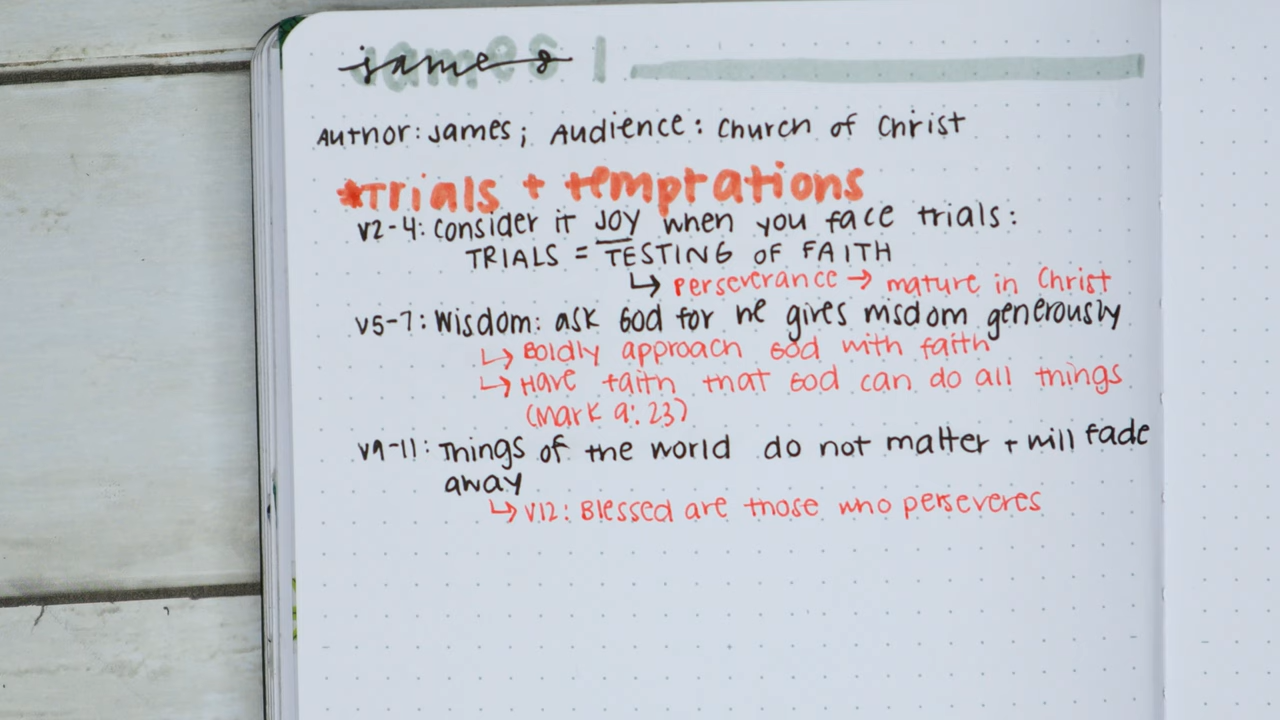 james 1
Author: James; Audience: Church of Christ
*Trials + temptations
v2-4: Consider it JOY when you face trials:
TRIALS = TESTING OF FAITH
↳ perseverance → mature in Christ
v5-7: Wisdom: ask God for he gives wisdom generously
↳ Boldly approach God with faith
↳ Have faith that God can do all things
(Mark 9:23)
v9-11: Things of the world do not matter + will fade
away
↳ v12: Blessed are those who perseveres